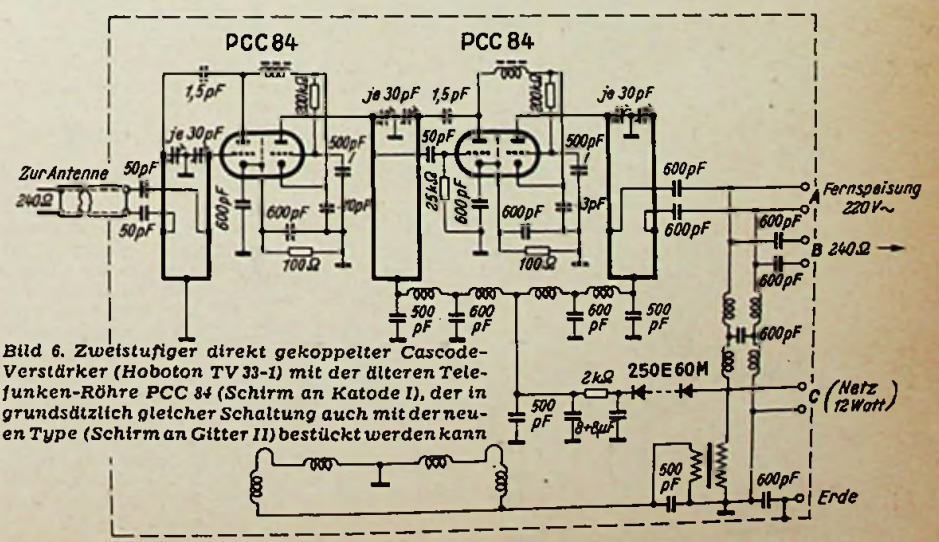 PCC 84
PCC 84
1,5pF
200kΩ
je 30pF
1,5pF
200kΩ
je 30pF
je 30pF
500pF
50pF
500pF
Zur Antenne
240Ω
50pF
50pF
600pF
600pF
100Ω
25kΩ
600pF
600pF
3pF
100Ω
600pF
600pF
A
Fernspeisung
220V~
600pF
B
240Ω
600pF
500
pF
600
pF
600
pF
500
pF
600pF
Bild 6. Zweistufiger direkt gekoppelter Cascode-
Verstärker (Hoboton TV 33-1) mit der älteren Tele-
funken-Röhre PCC 84 (Schirm an Katode I), der in
grundsätzlich gleicher Schaltung auch mit der neu-
en Type (Schirm an Gitter II) bestückt werden kann
2kΩ
250E60M
C
(Netz
12Watt)
500
pF
8+8µF
500
pF
600pF
Erde